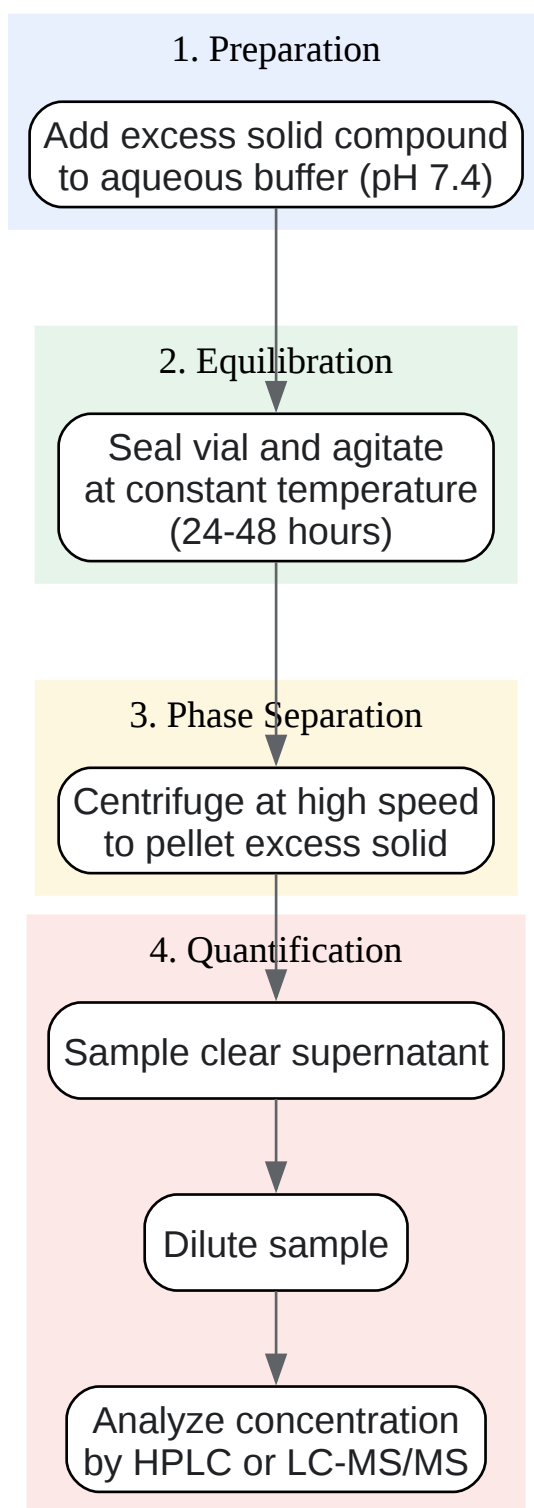 1. Preparation
Add excess solid compound
to aqueous buffer (pH 7.4)
2. Equilibration
Seal vial and agitate
at constant temperature
(24-48 hours)
3. Phase Separation
Centrifuge at high speed
to pellet excess solid
4. Quantification
Sample clear supernatant
Dilute sample
Analyze concentration
by HPLC or LC-MS/MS